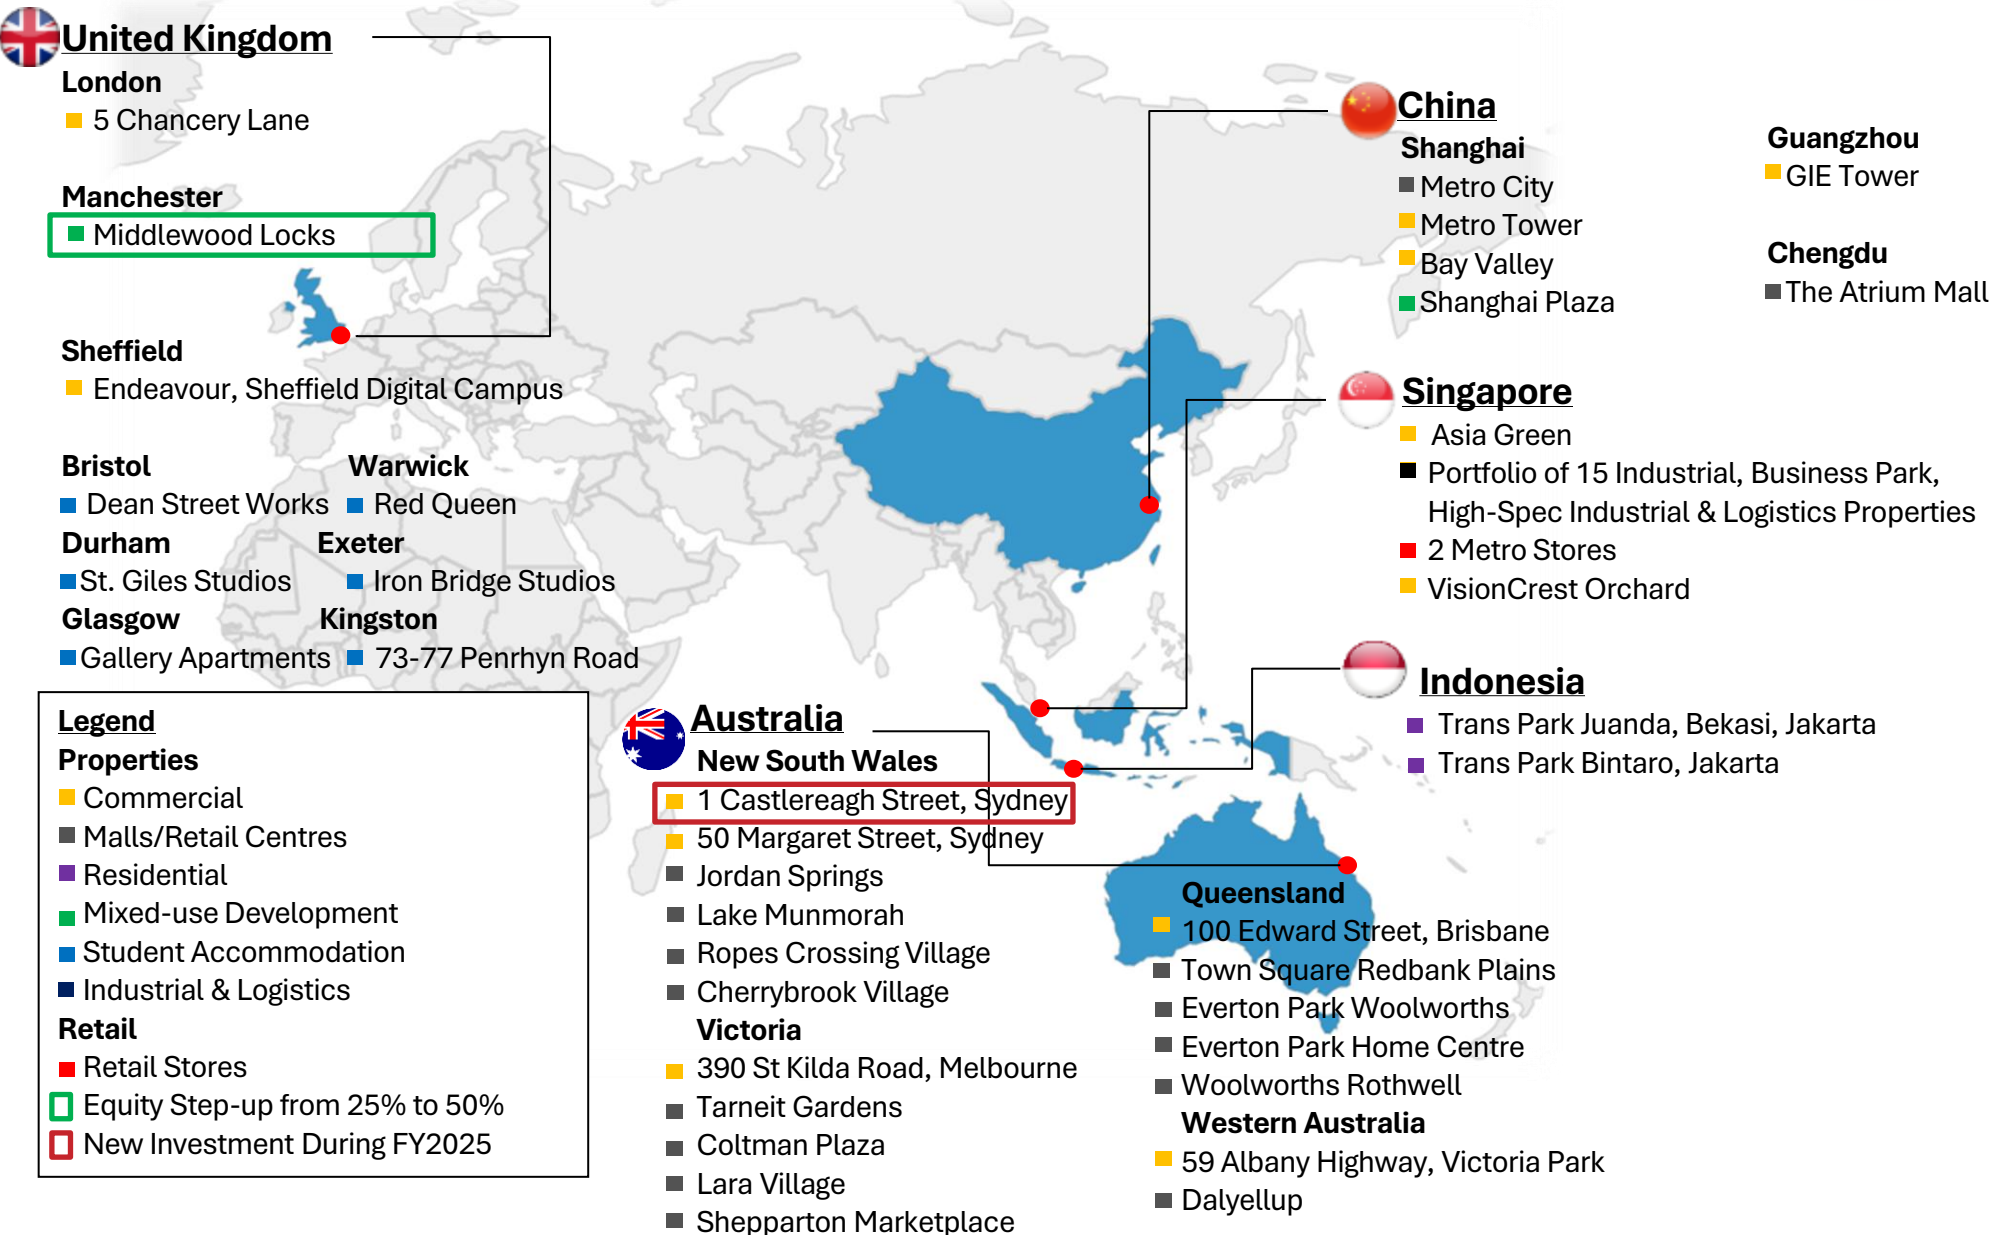 United Kingdom
London
5 Chancery Lane
Manchester
Middlewood Locks
Sheffield
Endeavour, Sheffield Digital Campus
Bristol
Dean Street Works
Warwick
Red Queen
Durham
St. Giles Studios
Exeter
Iron Bridge Studios
Glasgow
Gallery Apartments
Kingston
73-77 Penrhyn Road
China
Shanghai
Metro City
Metro Tower
Bay Valley
Shanghai Plaza
Guangzhou
GIE Tower
Chengdu
The Atrium Mall
Singapore
Asia Green
Portfolio of 15 Industrial, Business Park,
High-Spec Industrial & Logistics Properties
2 Metro Stores
VisionCrest Orchard
Indonesia
Trans Park Juanda, Bekasi, Jakarta
Trans Park Bintaro, Jakarta
Legend
Properties
Commercial
Malls/Retail Centres
Residential
Mixed-use Development
Student Accommodation
Industrial & Logistics
Retail
Retail Stores
Equity Step-up from 25% to 50%
New Investment During FY2025
Australia
New South Wales
1 Castlereagh Street, Sydney
50 Margaret Street, Sydney
Jordan Springs
Lake Munmorah
Ropes Crossing Village
Cherrybrook Village
Victoria
390 St Kilda Road, Melbourne
Tarneit Gardens
Coltman Plaza
Lara Village
Shepparton Marketplace
Queensland
100 Edward Street, Brisbane
Town Square Redbank Plains
Everton Park Woolworths
Everton Park Home Centre
Woolworths Rothwell
Western Australia
59 Albany Highway, Victoria Park
Dalyellup